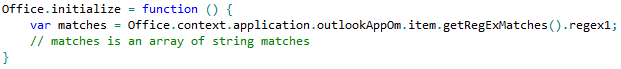 Office.initialize = function () {
    var matches = Office.context.application.outlookAppOm.item.getRegExMatches().regex1;
    // matches is an array of string matches
}